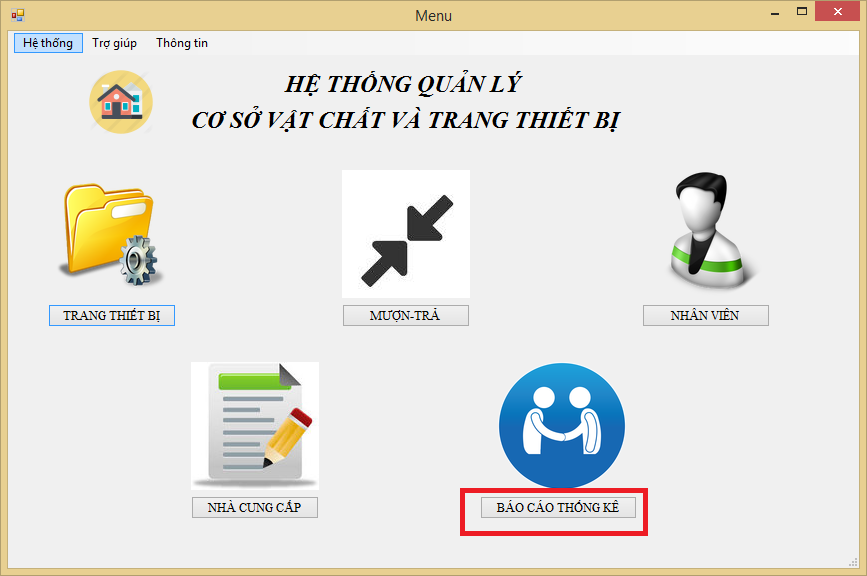 Menu
Hệ thống Trợ giúp Thông tin
HỆ THỐNG QUẢN LÝ
CƠ SỞ VẬT CHẤT VÀ TRANG THIẾT BỊ
TRANG THIẾT BỊ
MƯỢN-TRẢ
NHÂN VIÊN
NHÀ CUNG CẤP
BÁO CÁO THỐNG KÊ